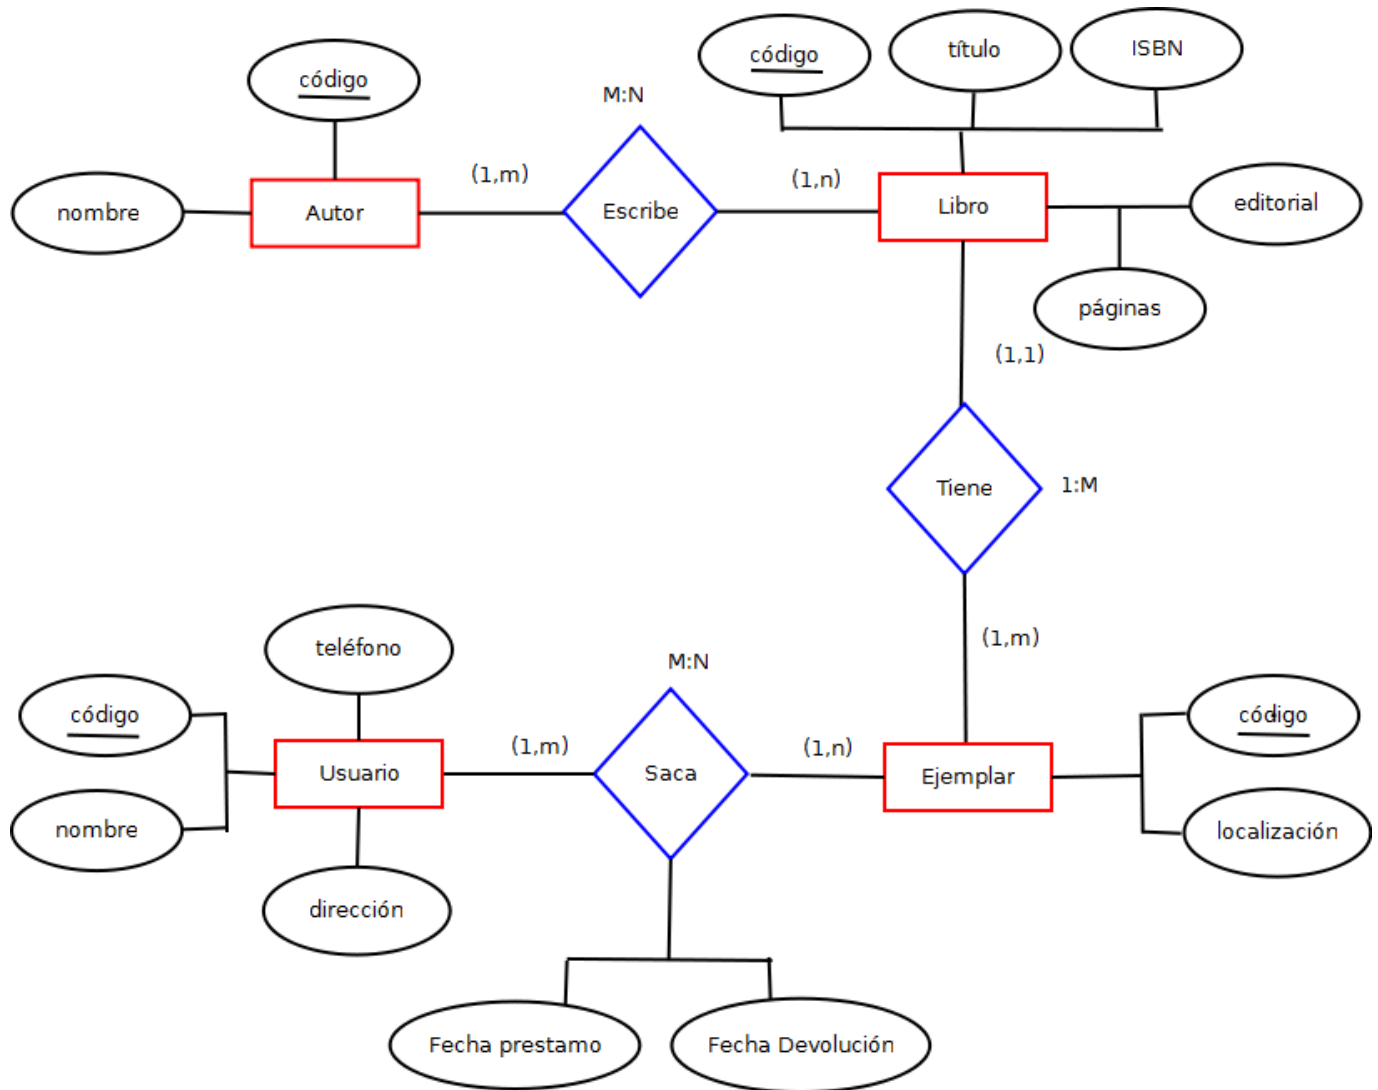 código
título
ISBN
código
M:N
(1,m)
(1,n)
nombre
Autor
Escribe
Libro
editorial
páginas
(1,1)
Tiene
1:M
(1,m)
teléfono
M:N
código
código
(1,m)
(1,n)
Usuario
Saca
Ejemplar
nombre
localización
dirección
Fecha prestamo
Fecha Devolución